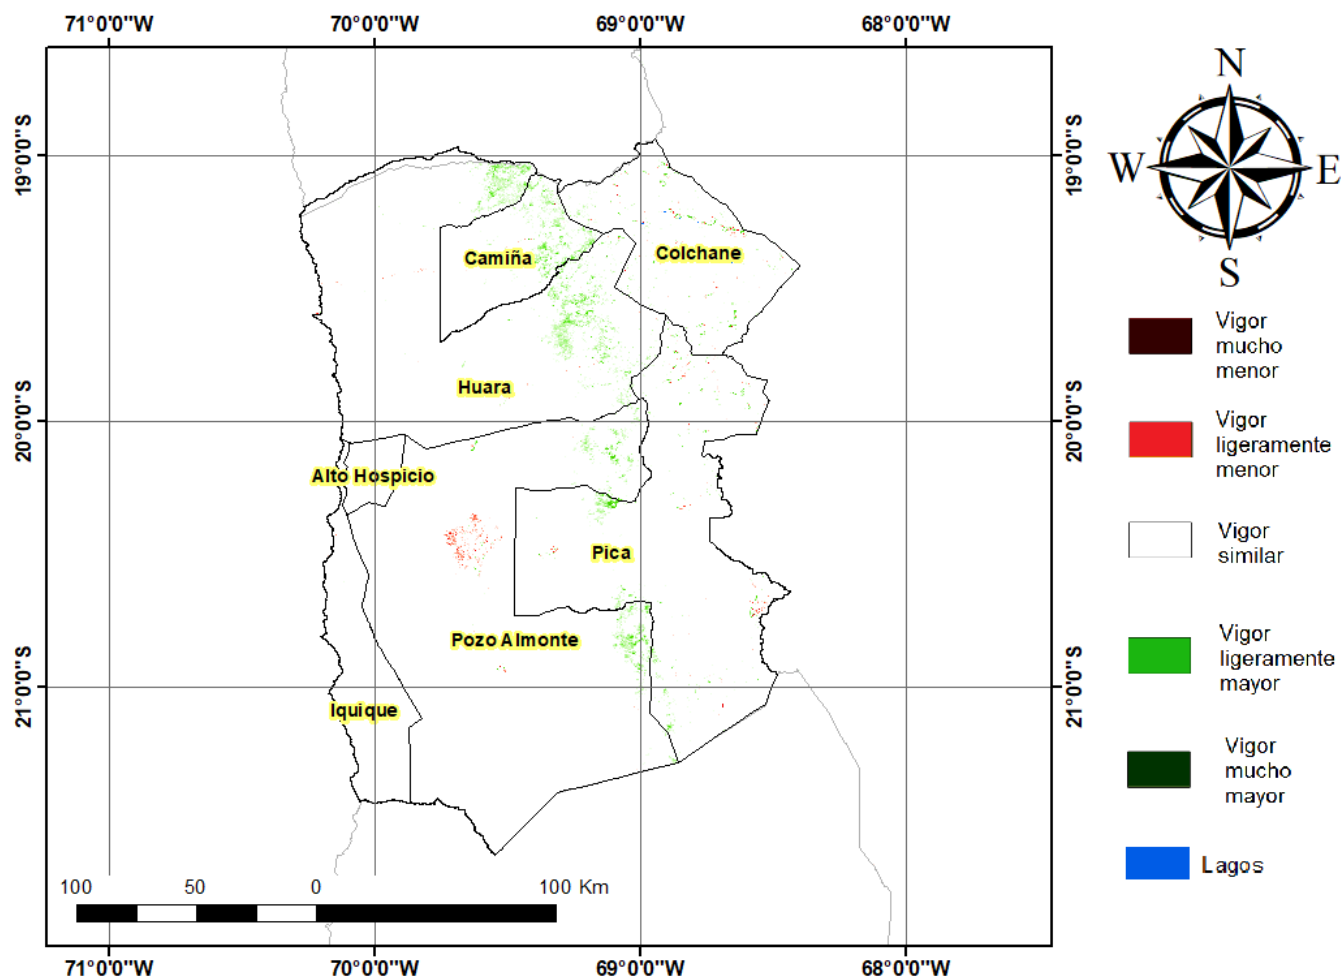 71°0'0"W
70°0'0"W
69°0'0"W
68°0'0"W
19°0'0"S
19°0'0"S
20°0'0"S
20°0'0"S
21°0'0"S
21°0'0"S
Camiña
Colchane
Huara
Alto Hospicio
Pica
Pozo Almonte
Iquique
100
50
0
100 Km
71°0'0"W
70°0'0"W
69°0'0"W
68°0'0"W
N
W
E
S
Vigor
mucho
menor
Vigor
ligeramente
menor
Vigor
similar
Vigor
ligeramente
mayor
Vigor
mucho
mayor
Lagos